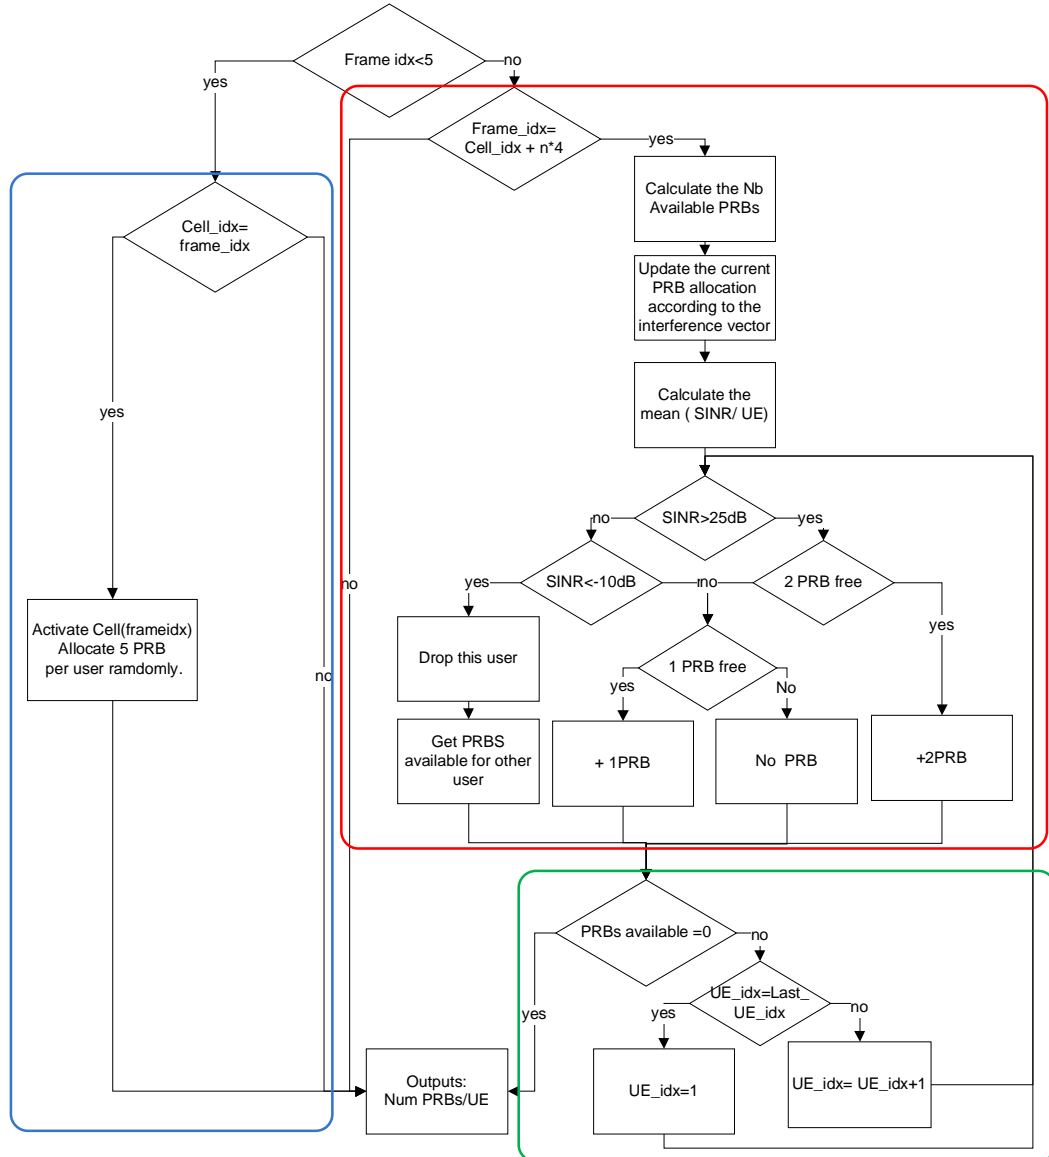 Frame idx<5
no
yes
Frame_idx=
Cell_idx + n*4
yes
Calculate the Nb
Available PRBs
Cell_idx=
frame_idx
Update the current
PRB allocation
according to the
interference vector
Calculate the
mean ( SINR/ UE)
yes
SINR>25dB
no
yes
SINR<-10dB
yes
no
2 PRB free
no
yes
Activate Cell(frameidx)
Allocate 5 PRB
per user ramdomly.
Drop this user
1 PRB free
no
yes
No
Get PRBS
available for other
user
+ 1PRB
No PRB
+2PRB
PRBs available =0
no
UE_idx=Last_
UE_idx
yes
yes
no
Outputs:
Num PRBs/UE
UE_idx=1
UE_idx= UE_idx+1